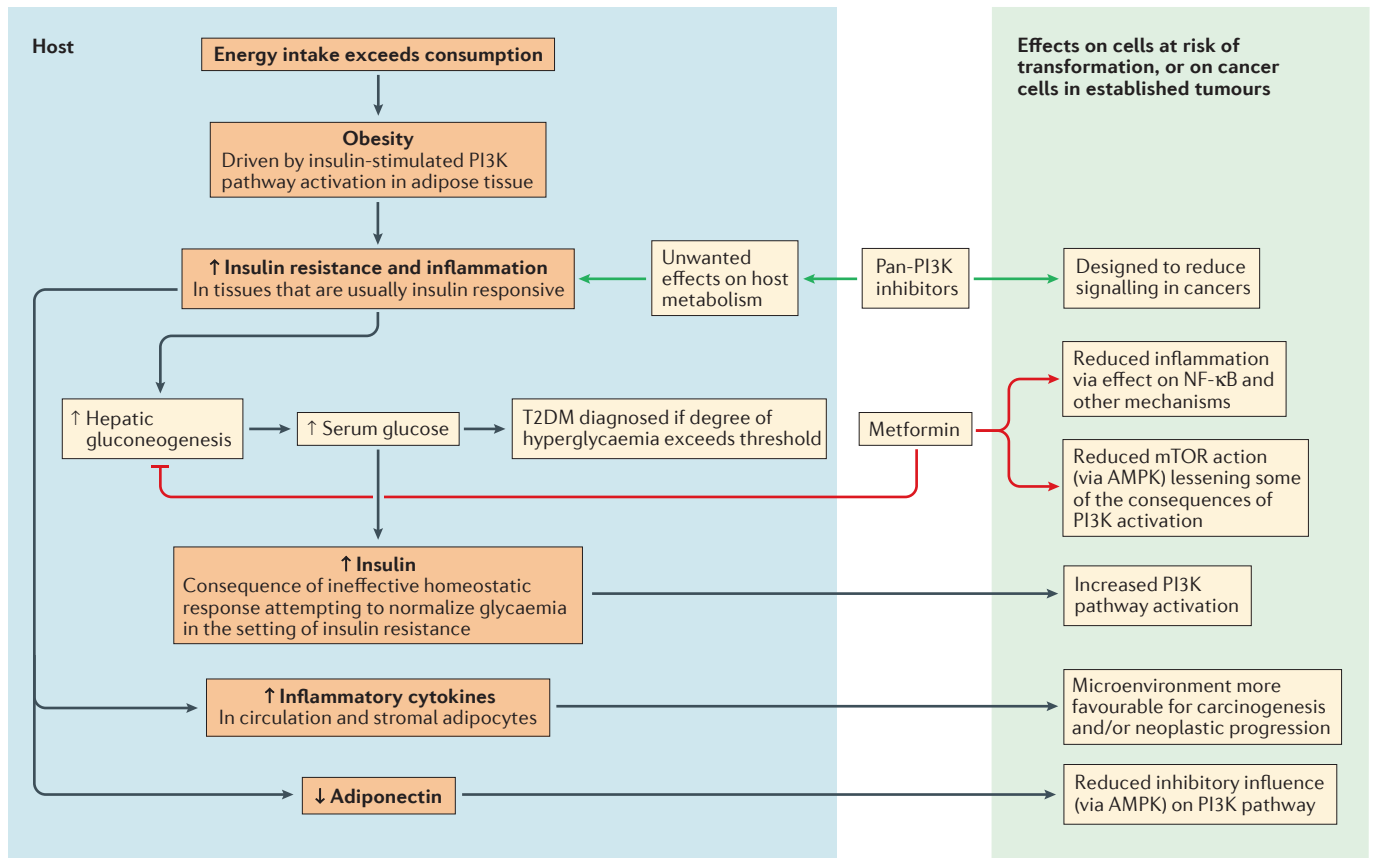 Host
Energy intake exceeds consumption
Obesity
Driven by insulin-stimulated PI3K
pathway activation in adipose tissue
↑ Insulin resistance and inflammation
In tissues that are usually insulin responsive
Unwanted
effects on host
metabolism
Pan-PI3K
inhibitors
↑ Hepatic
gluconeogenesis
↑ Serum glucose
T2DM diagnosed if degree of
hyperglycaemia exceeds threshold
Metformin
↑ Insulin
Consequence of ineffective homeostatic
response attempting to normalize glycaemia
in the setting of insulin resistance
↑ Inflammatory cytokines
In circulation and stromal adipocytes
↓ Adiponectin
Effects on cells at risk of
transformation, or on cancer
cells in established tumours
Designed to reduce
signalling in cancers
Reduced inflammation
via effect on NF-κB and
other mechanisms
Reduced mTOR action
(via AMPK) lessening some
of the consequences of
PI3K activation
Increased PI3K
pathway activation
Microenvironment more
favourable for carcinogenesis
and/or neoplastic progression
Reduced inhibitory influence
(via AMPK) on PI3K pathway